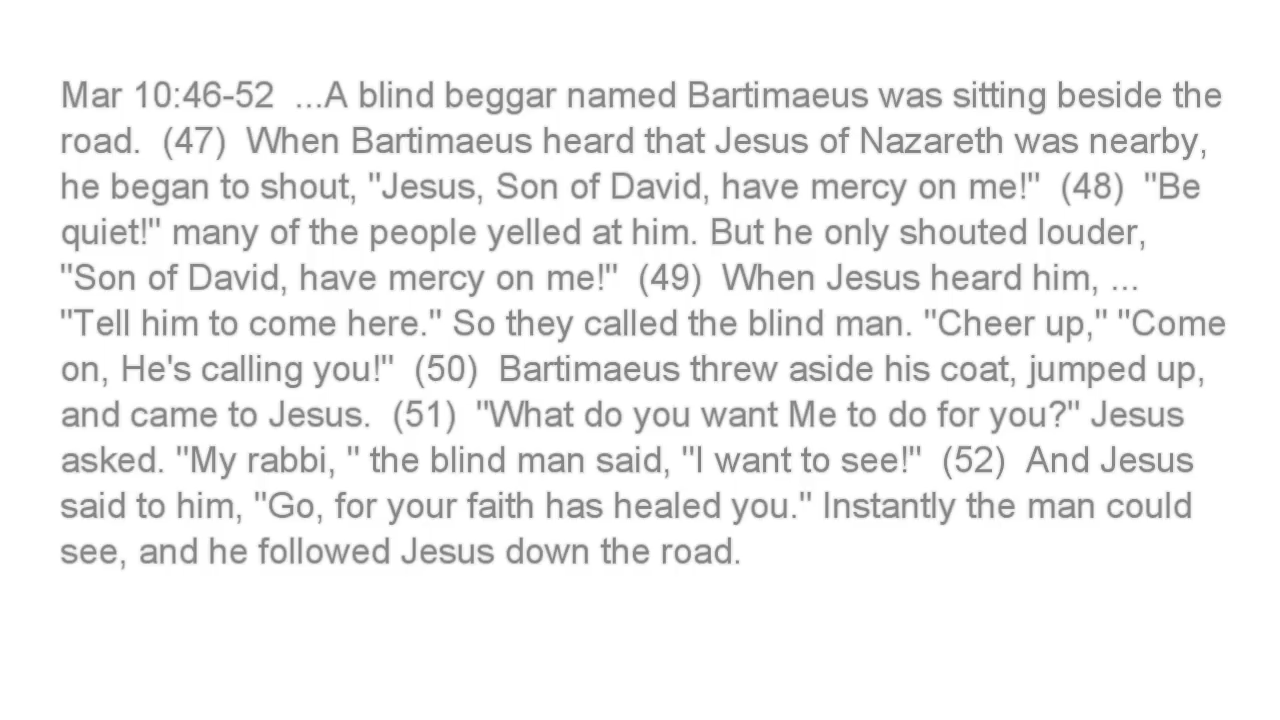 Mar 10:46-52  ...A blind beggar named Bartimaeus was sitting beside the
road.  (47)  When Bartimaeus heard that Jesus of Nazareth was nearby,
he began to shout, "Jesus, Son of David, have mercy on me!"  (48)  "Be
quiet!" many of the people yelled at him. But he only shouted louder,
"Son of David, have mercy on me!"  (49)  When Jesus heard him, ...
"Tell him to come here." So they called the blind man. "Cheer up," "Come
on, He's calling you!"  (50)  Bartimaeus threw aside his coat, jumped up,
and came to Jesus.  (51)  "What do you want Me to do for you?" Jesus
asked. "My rabbi, " the blind man said, "I want to see!"  (52)  And Jesus
said to him, "Go, for your faith has healed you." Instantly the man could
see, and he followed Jesus down the road.